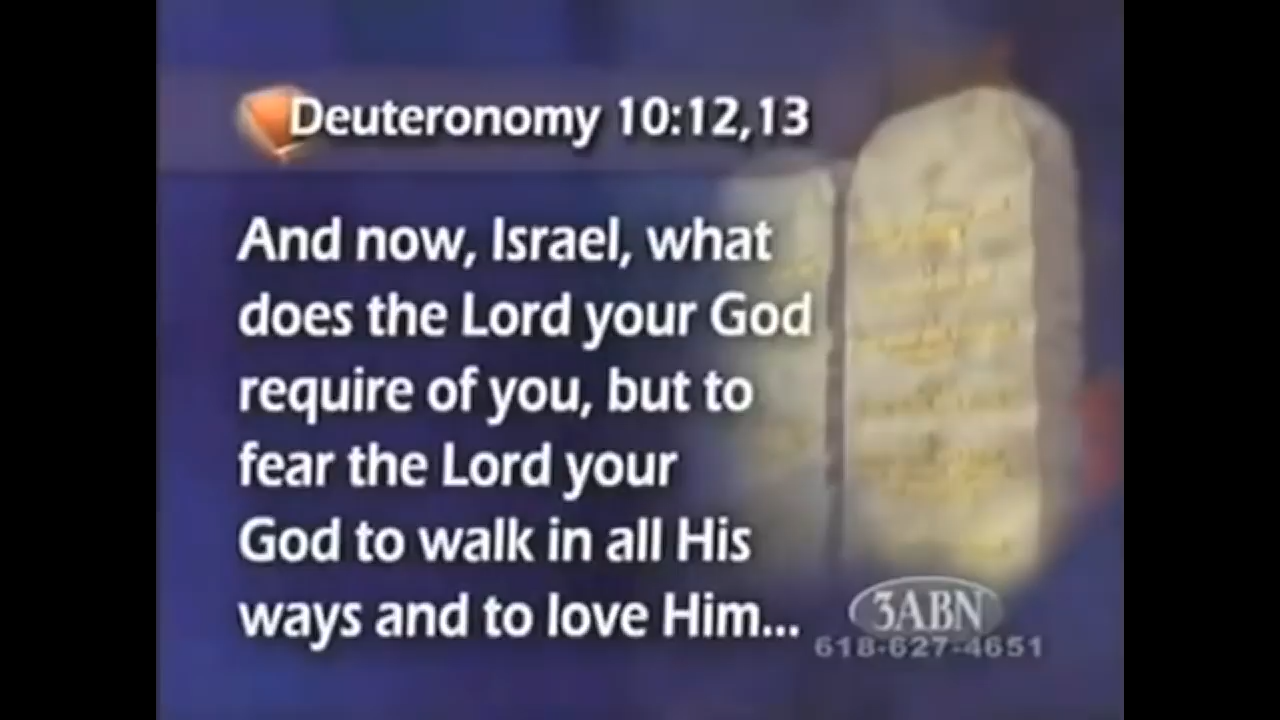 Deuteronomy 10:12,13
And now, Israel, what
does the Lord your God
require of you, but to
fear the Lord your
God to walk in all His
ways and to love Him...
3ABN
618-627-4651